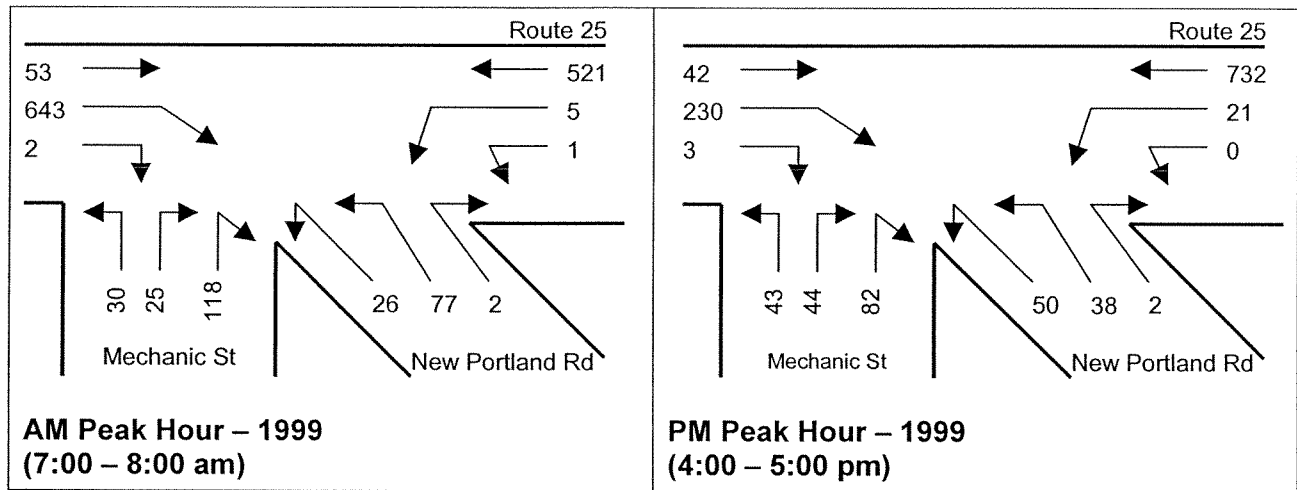 Route 25
53
521
643
5
2
1
30 25 118
26 77 2
Mechanic St
New Portland Rd
AM Peak Hour – 1999
(7:00 – 8:00 am)
Route 25
42
732
230
21
3
0
43 44 82
50 38 2
Mechanic St
New Portland Rd
PM Peak Hour – 1999
(4:00 – 5:00 pm)